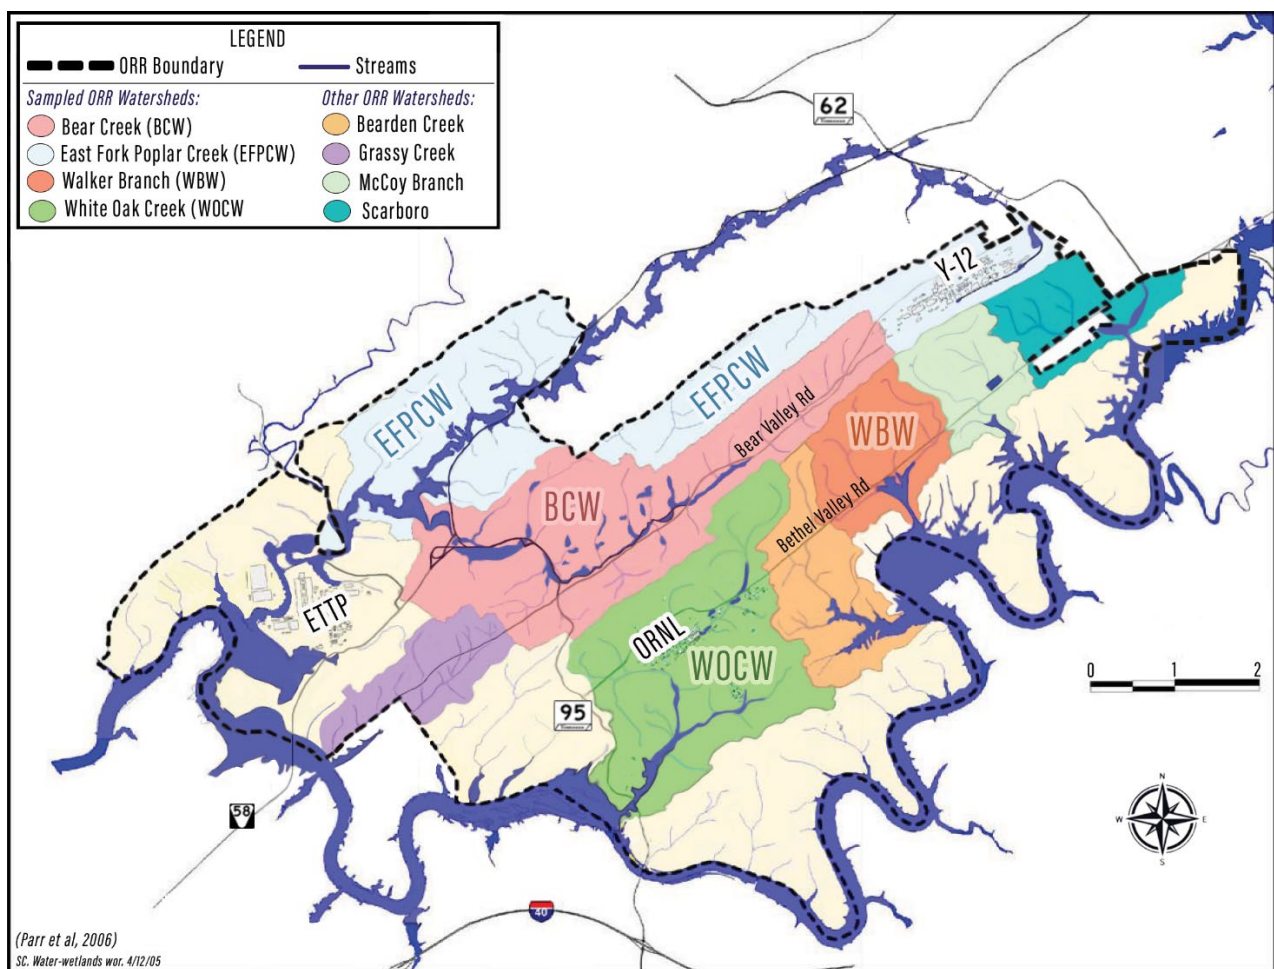 LEGEND
ORR Boundary
Streams
Sampled ORR Watersheds:
Bear Creek (BCW)
East Fork Poplar Creek (EFPCW)
Walker Branch (WBW)
White Oak Creek (WOCW
Other ORR Watersheds:
Bearden Creek
Grassy Creek
McCoy Branch
Scarboro
62
Y-12
EFPCW
EFPCW
Bear Valley Rd
WBW
BCW
Bethel Valley Rd
ETTP
ORNL
WOCW
95
58
40
0 1 2
N
W E
S
(Parr et al, 2006)
SC. Water-wetlands wor. 4/12/05